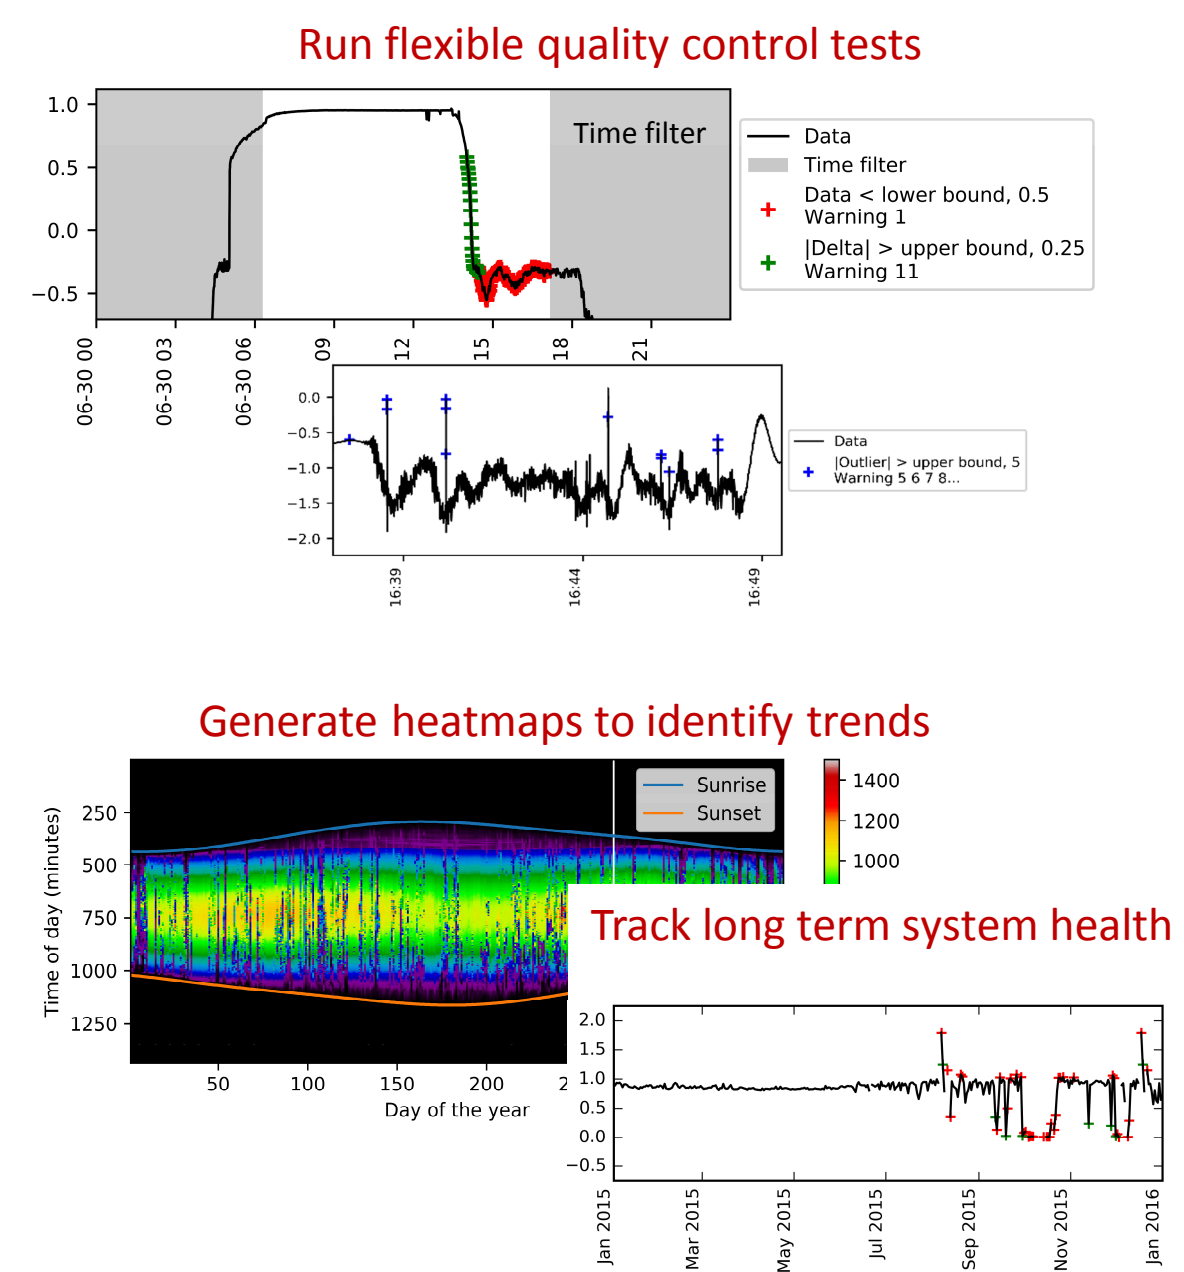 Run flexible quality control tests
1.0
0.5
0.0
−0.5
Time filter
06-30 00
06-30 03
06-30 06
09
12
15
18
21
Data
Time filter
Data < lower bound, 0.5
Warning 1
|Delta| > upper bound, 0.25
Warning 11
0.0
−0.5
−1.0
−1.5
−2.0
16:39
16:44
16:49
Data
|Outlier| > upper bound, 5
Warning 5 6 7 8...
Generate heatmaps to identify trends
Time of day (minutes)
250
500
750
1000
1250
Sunrise
Sunset
50
100
150
200
2
Day of the year
1400
1200
1000
Track long term system health
2.0
1.5
1.0
0.5
0.0
−0.5
Jan 2015
Mar 2015
May 2015
Jul 2015
Sep 2015
Nov 2015
Jan 2016